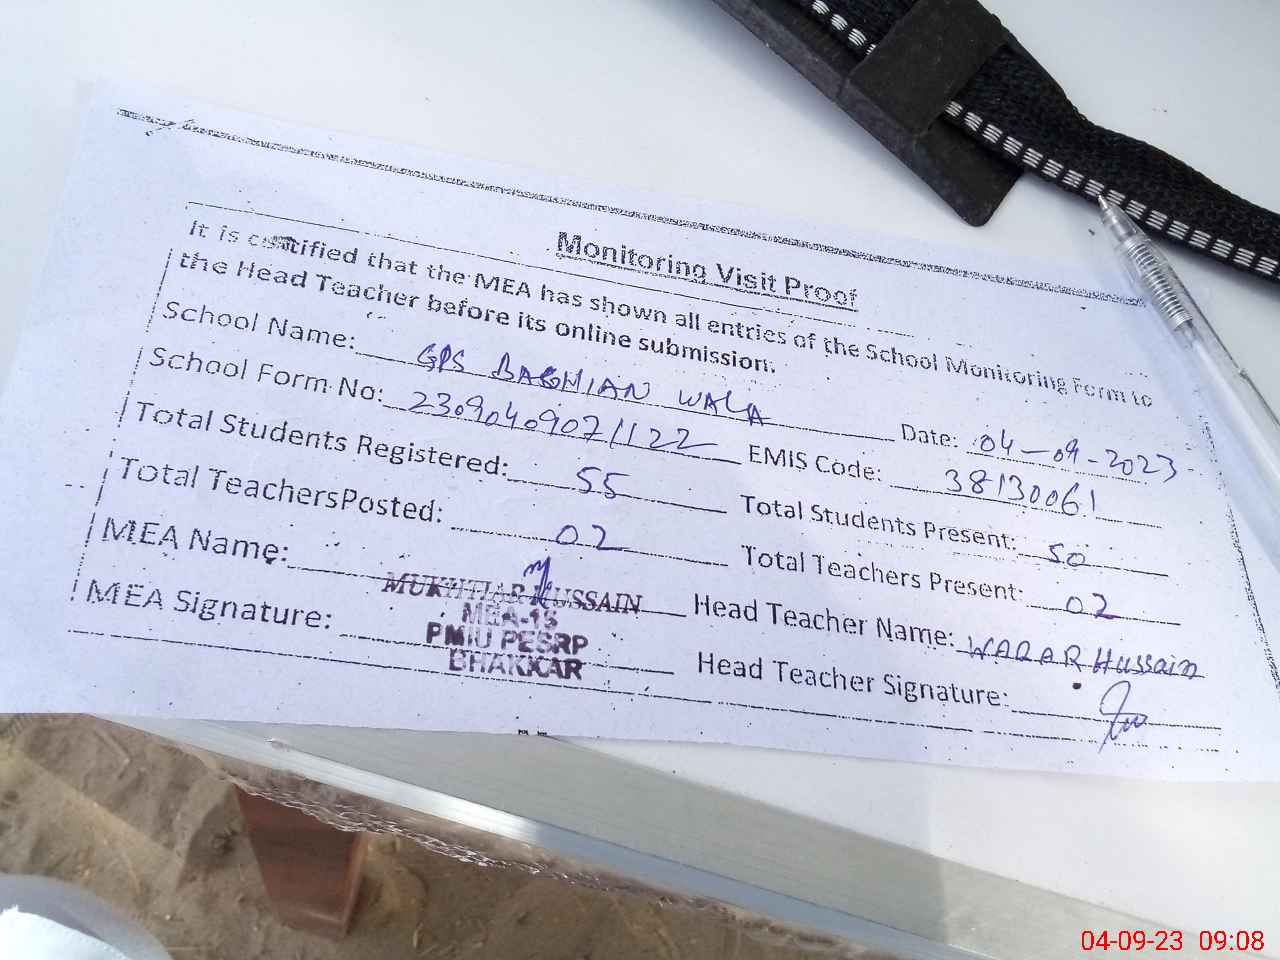 Monitoring Visit Proof
It is certified that the MEA has shown all entries of the School Monitoring Form to
the Head Teacher before its online submission.
School Name: GPS BAGHIAN WALA Date: 04-09-2023
School Form No: 23090409071122 EMIS Code: 38130061
Total Students Registered: 55 Total Students Present: 50
Total TeachersPosted: 02 Total Teachers Present: 02
MEA Name: MUKHTIAR HUSSAIN Head Teacher Name: WAQAR Hussain
MEA Signature: Head Teacher Signature:
MEA-15
PMIU PESRP
BHAKKAR
04-09-23 09:08